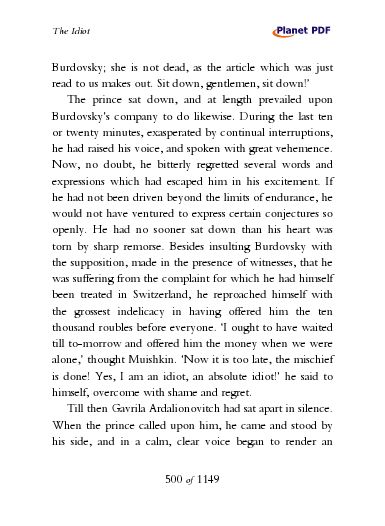 The Idiot
Planet PDF
Burdovsky; she is not dead, as the article which was just
read to us makes out. Sit down, gentlemen, sit down!'
The prince sat down, and at length prevailed upon
Burdovsky's company to do likewise. During the last ten
or twenty minutes, exasperated by continual interruptions,
he had raised his voice, and spoken with great vehemence.
Now, no doubt, he bitterly regretted several words and
expressions which had escaped him in his excitement. If
he had not been driven beyond the limits of endurance, he
would not have ventured to express certain conjectures so
openly. He had no sooner sat down than his heart was
torn by sharp remorse. Besides insulting Burdovsky with
the supposition, made in the presence of witnesses, that he
was suffering from the complaint for which he had himself
been treated in Switzerland, he reproached himself with
the grossest indelicacy in having offered him the ten
thousand roubles before everyone. 'I ought to have waited
till to-morrow and offered him the money when we were
alone,' thought Muishkin. 'Now it is too late, the mischief
is done! Yes, I am an idiot, an absolute idiot!' he said to
himself, overcome with shame and regret.
Till then Gavrila Ardalionovitch had sat apart in silence.
When the prince called upon him, he came and stood by
his side, and in a calm, clear voice began to render an
500 of 1149